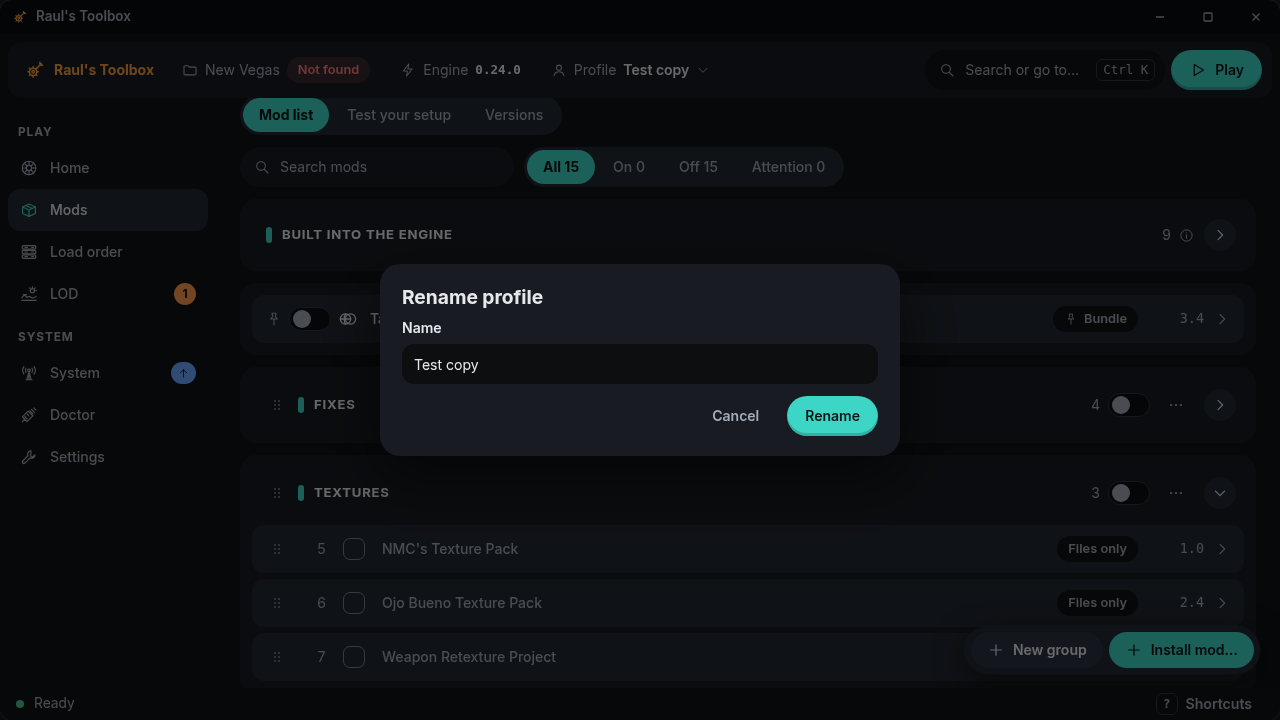 Raul's Toolbox
Raul's Toolbox
New Vegas Not found
Engine 0.24.0
Profile Test copy
Search or go to... Ctrl K
Play
PLAY
Home
Mods
Load order
LOD 1
SYSTEM
System
Doctor
Settings
Mod list Test your setup Versions
Search mods
All 15 On 0 Off 15 Attention 0
BUILT INTO THE ENGINE 9
Bundle 3.4
Rename profile
Name
Test copy
Cancel Rename
FIXES 4
TEXTURES 3
5 NMC's Texture Pack Files only 1.0
6 Ojo Bueno Texture Pack Files only 2.4
7 Weapon Retexture Project
New group Install mod...
Ready
? Shortcuts